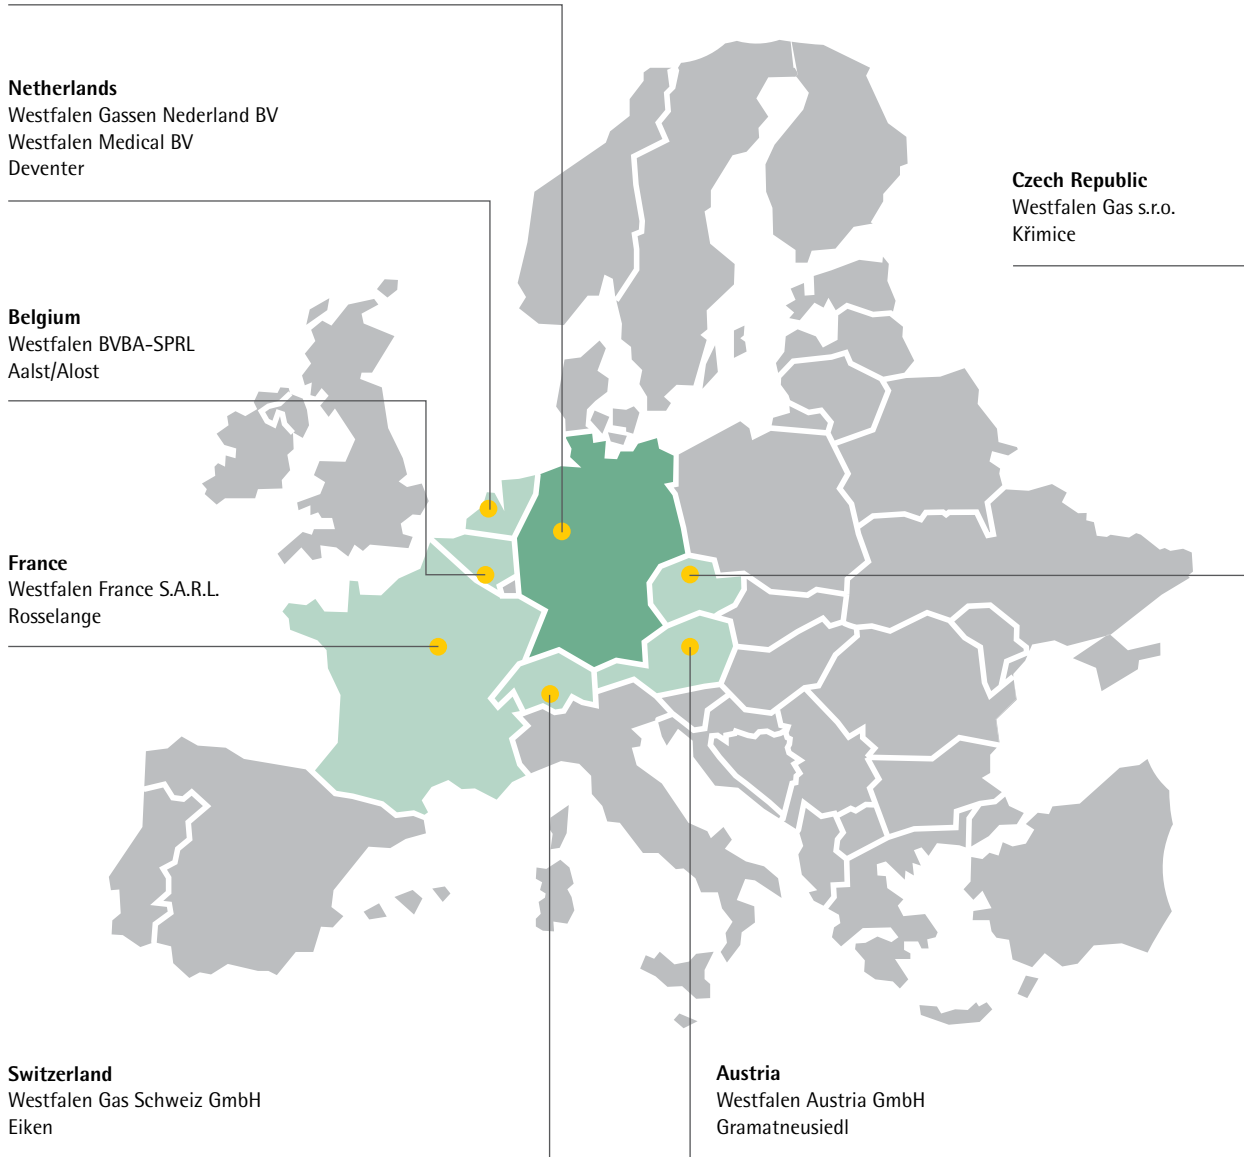 Netherlands
Westfalen Gassen Nederland BV
Westfalen Medical BV
Deventer
Czech Republic
Westfalen Gas s.r.o.
Křimice
Belgium
Westfalen BVBA-SPRL
Aalst/Alost
France
Westfalen France S.A.R.L.
Rosselange
Switzerland
Westfalen Gas Schweiz GmbH
Eiken
Austria
Westfalen Austria GmbH
Gramatneusiedl